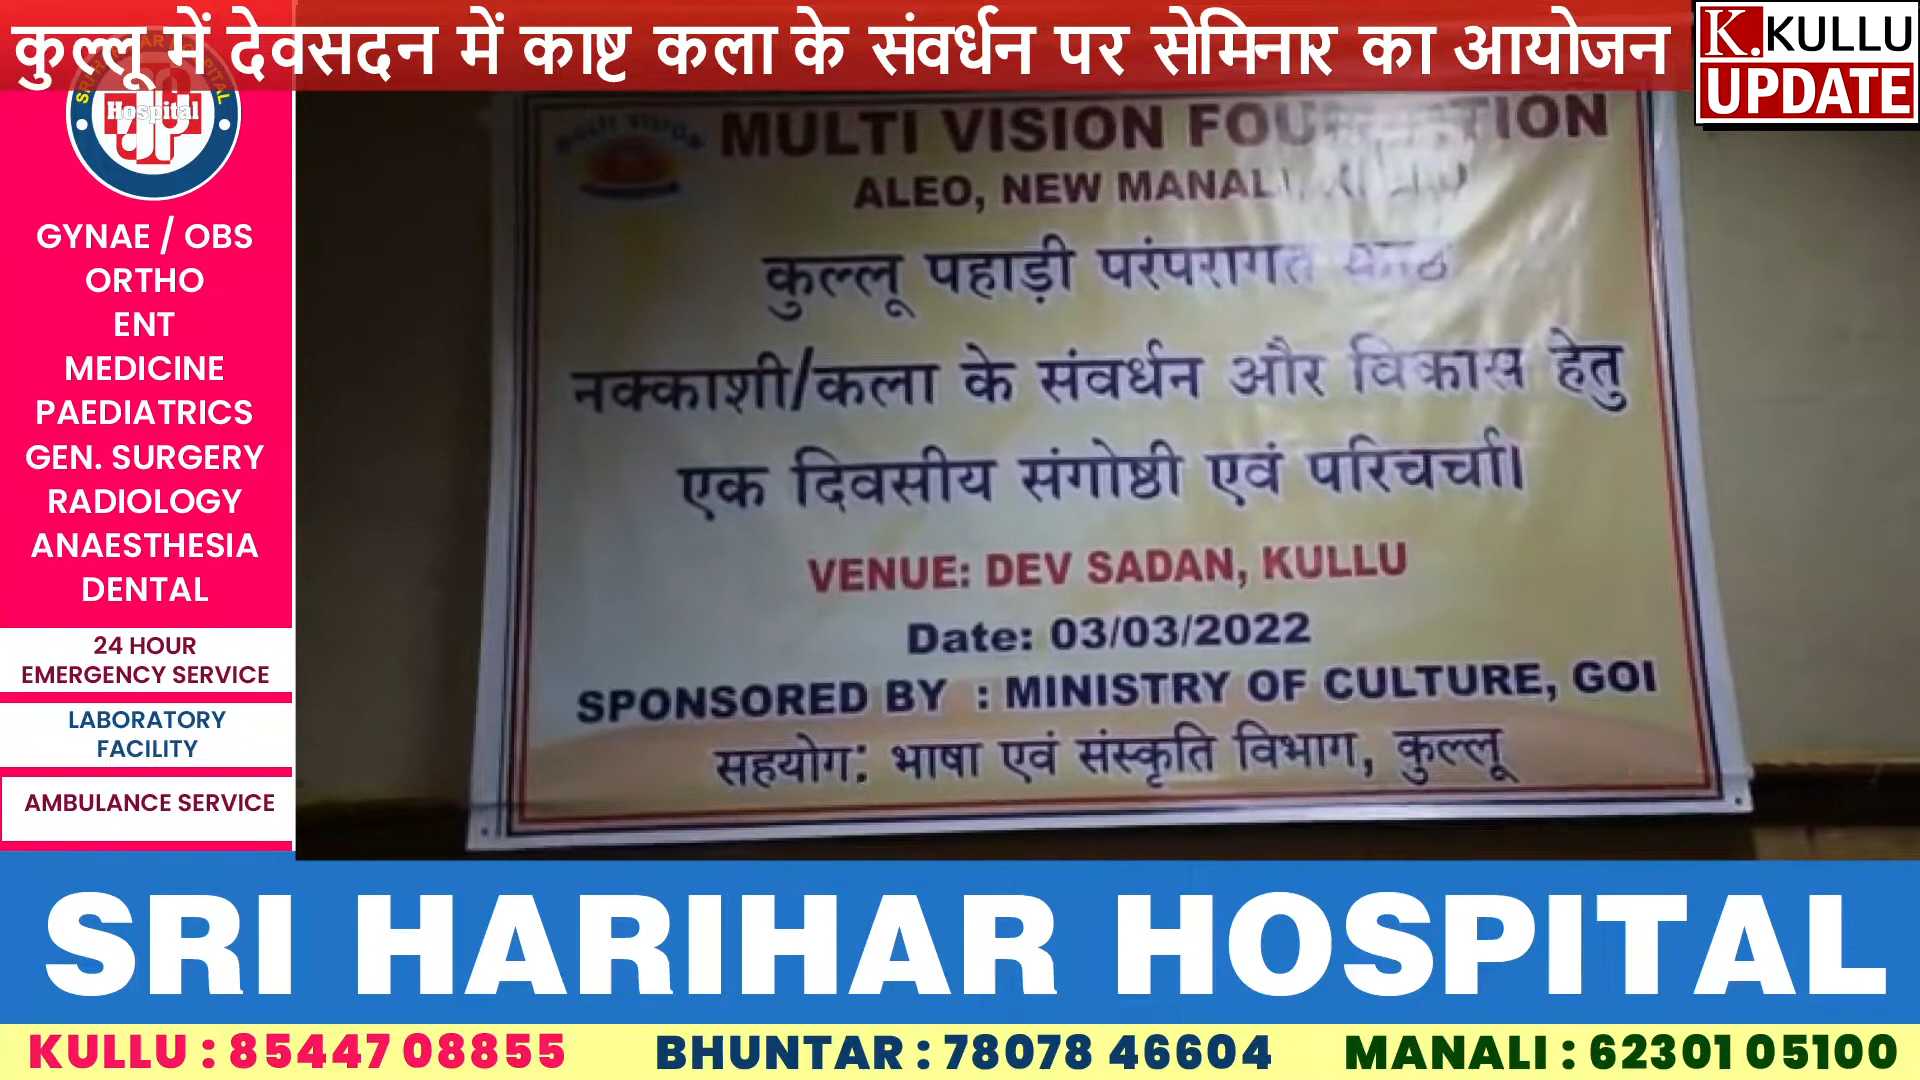 कुल्लू में देवसदन में काष्ट कला के संवर्धन पर सेमिनार का आयोजन
K. KULLU
UPDATE
Hospital
GYNAE / OBS
ORTHO
ENT
MEDICINE
PAEDIATRICS
GEN. SURGERY
RADIOLOGY
ANAESTHESIA
DENTAL
24 HOUR
EMERGENCY SERVICE
LABORATORY
FACILITY
AMBULANCE SERVICE
MULTI VISION
MULTI VISION FOUNDATION
ALEO, NEW MANALI,
कुल्लू पहाड़ी परंपरागत काष्ठ
नक्काशी/कला के संवर्धन और विकास हेतु
एक दिवसीय संगोष्ठी एवं परिचर्चा।
VENUE: DEV SADAN, KULLU
Date: 03/03/2022
SPONSORED BY : MINISTRY OF CULTURE, GOI
सहयोग: भाषा एवं संस्कृति विभाग, कुल्लू
SRI HARIHAR HOSPITAL
KULLU : 85447 08855
BHUNTAR : 78078 46604
MANALI : 62301 05100